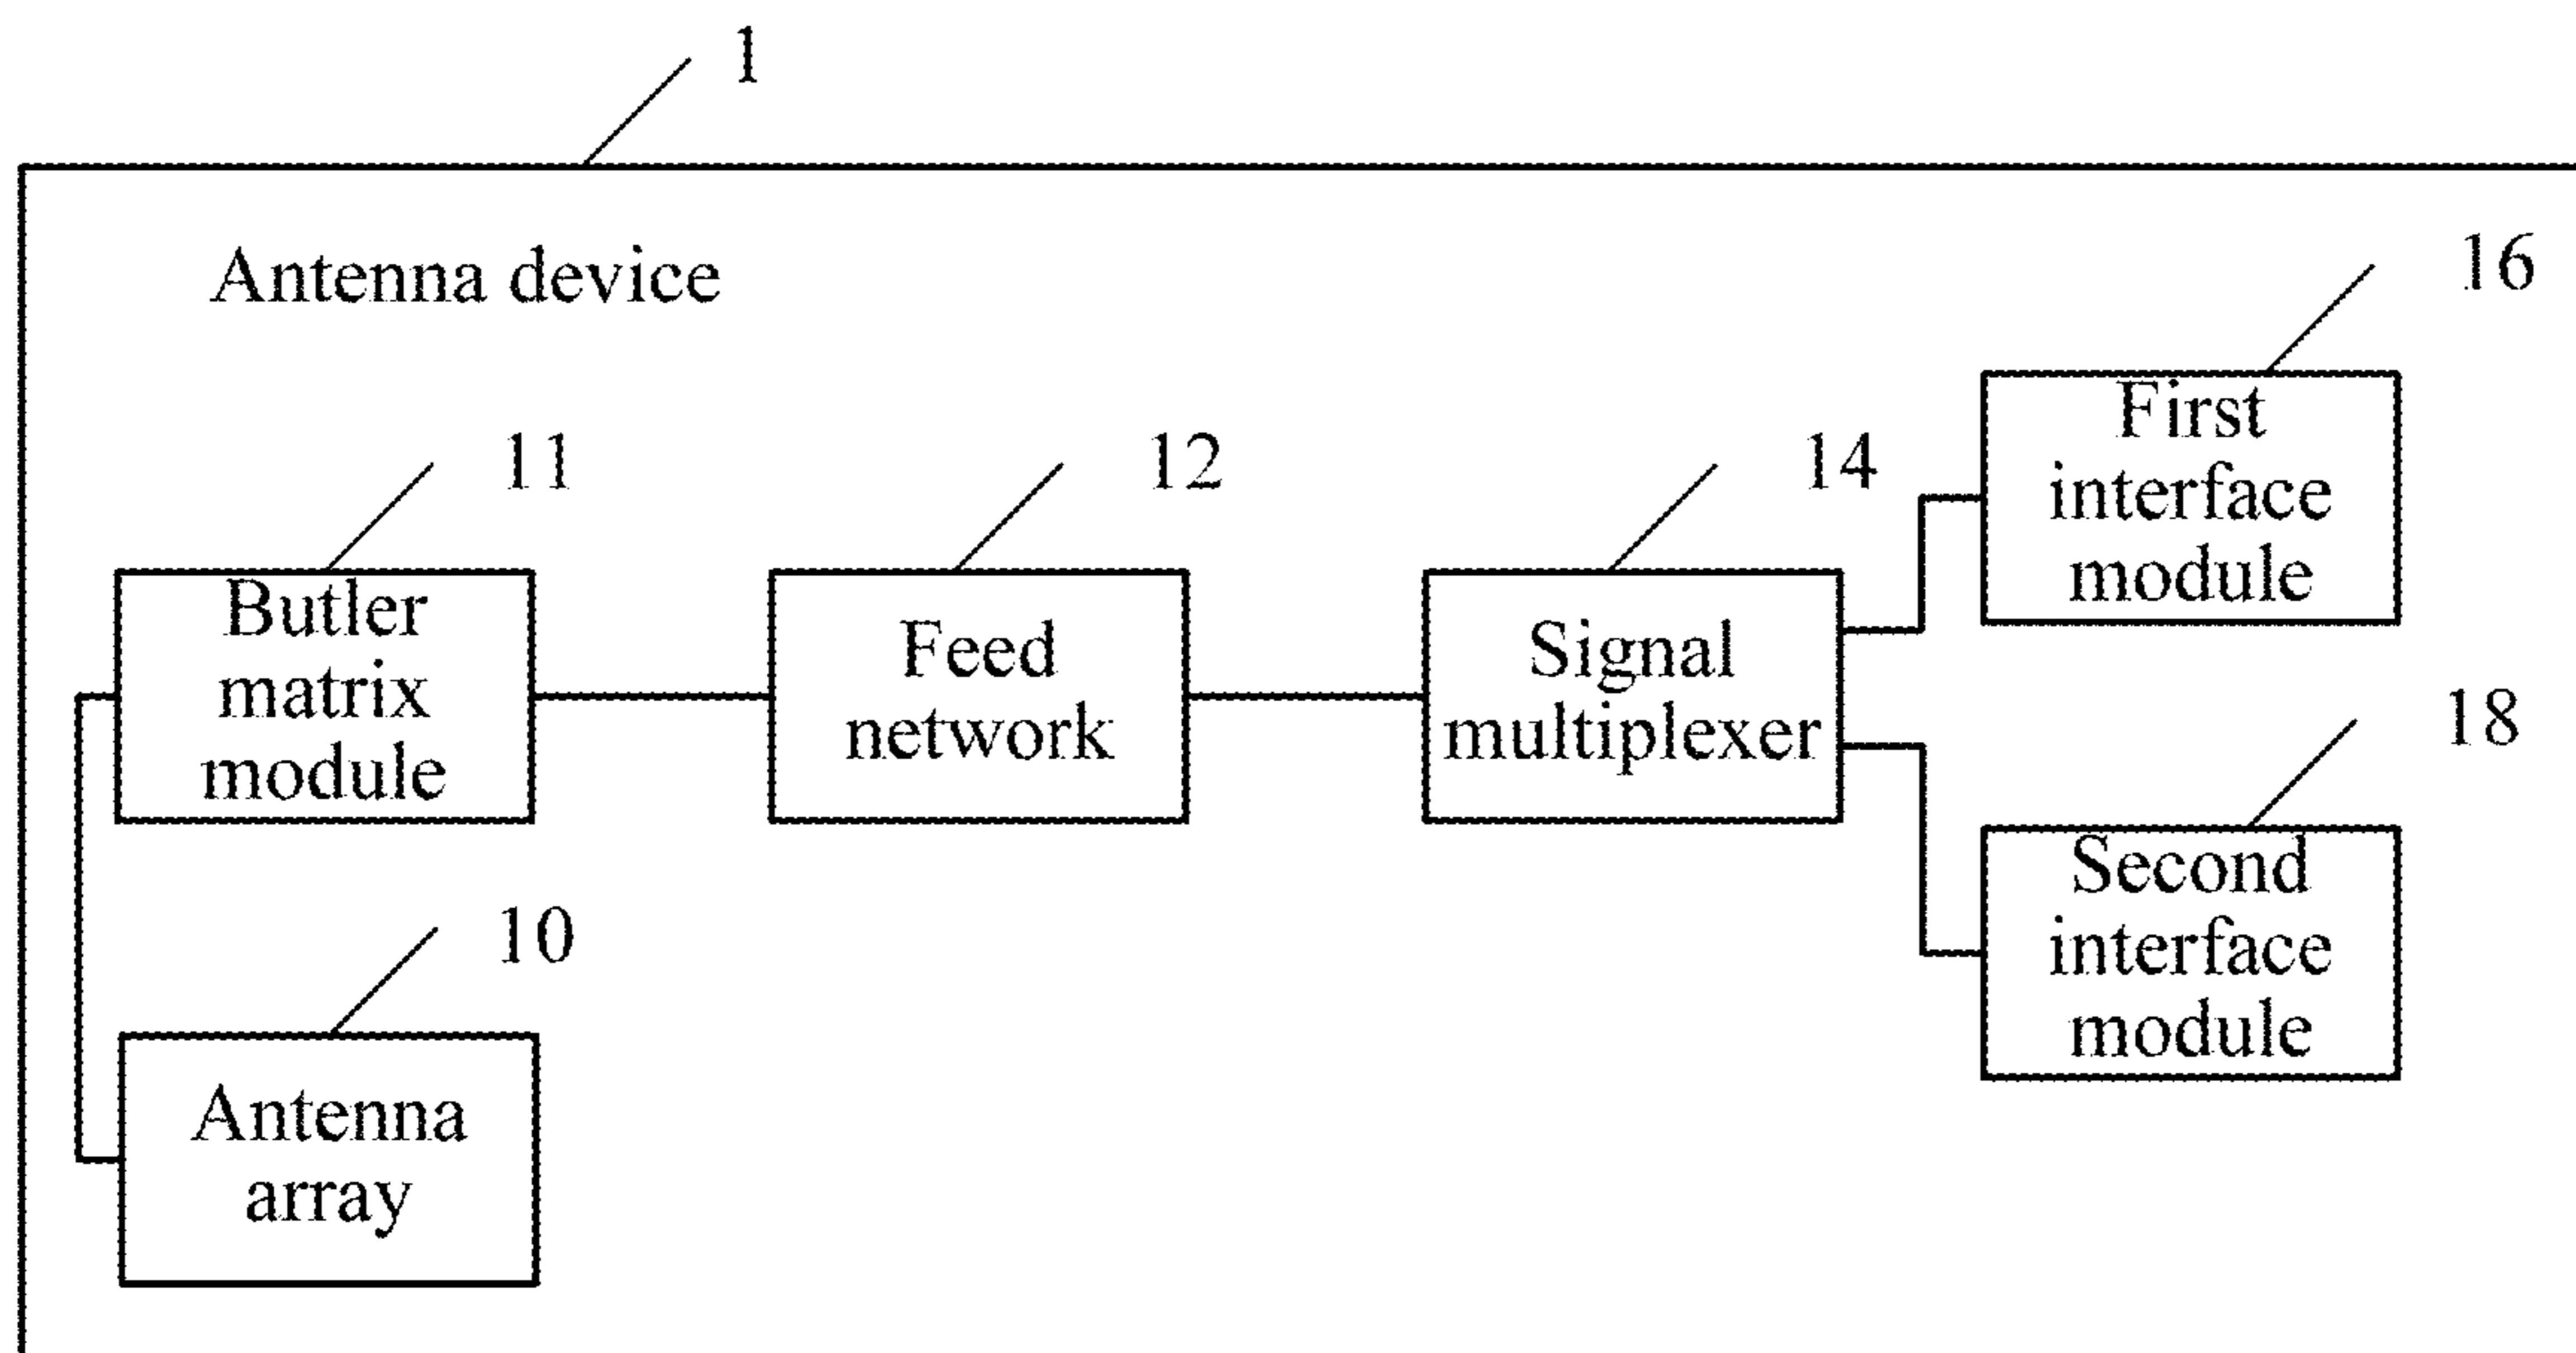 1
Antenna device
16
First
interface
module
11
Butler
matrix
module
12
Feed
network
14
Signal
multiplexer
18
Second
interface
module
10
Antenna
array